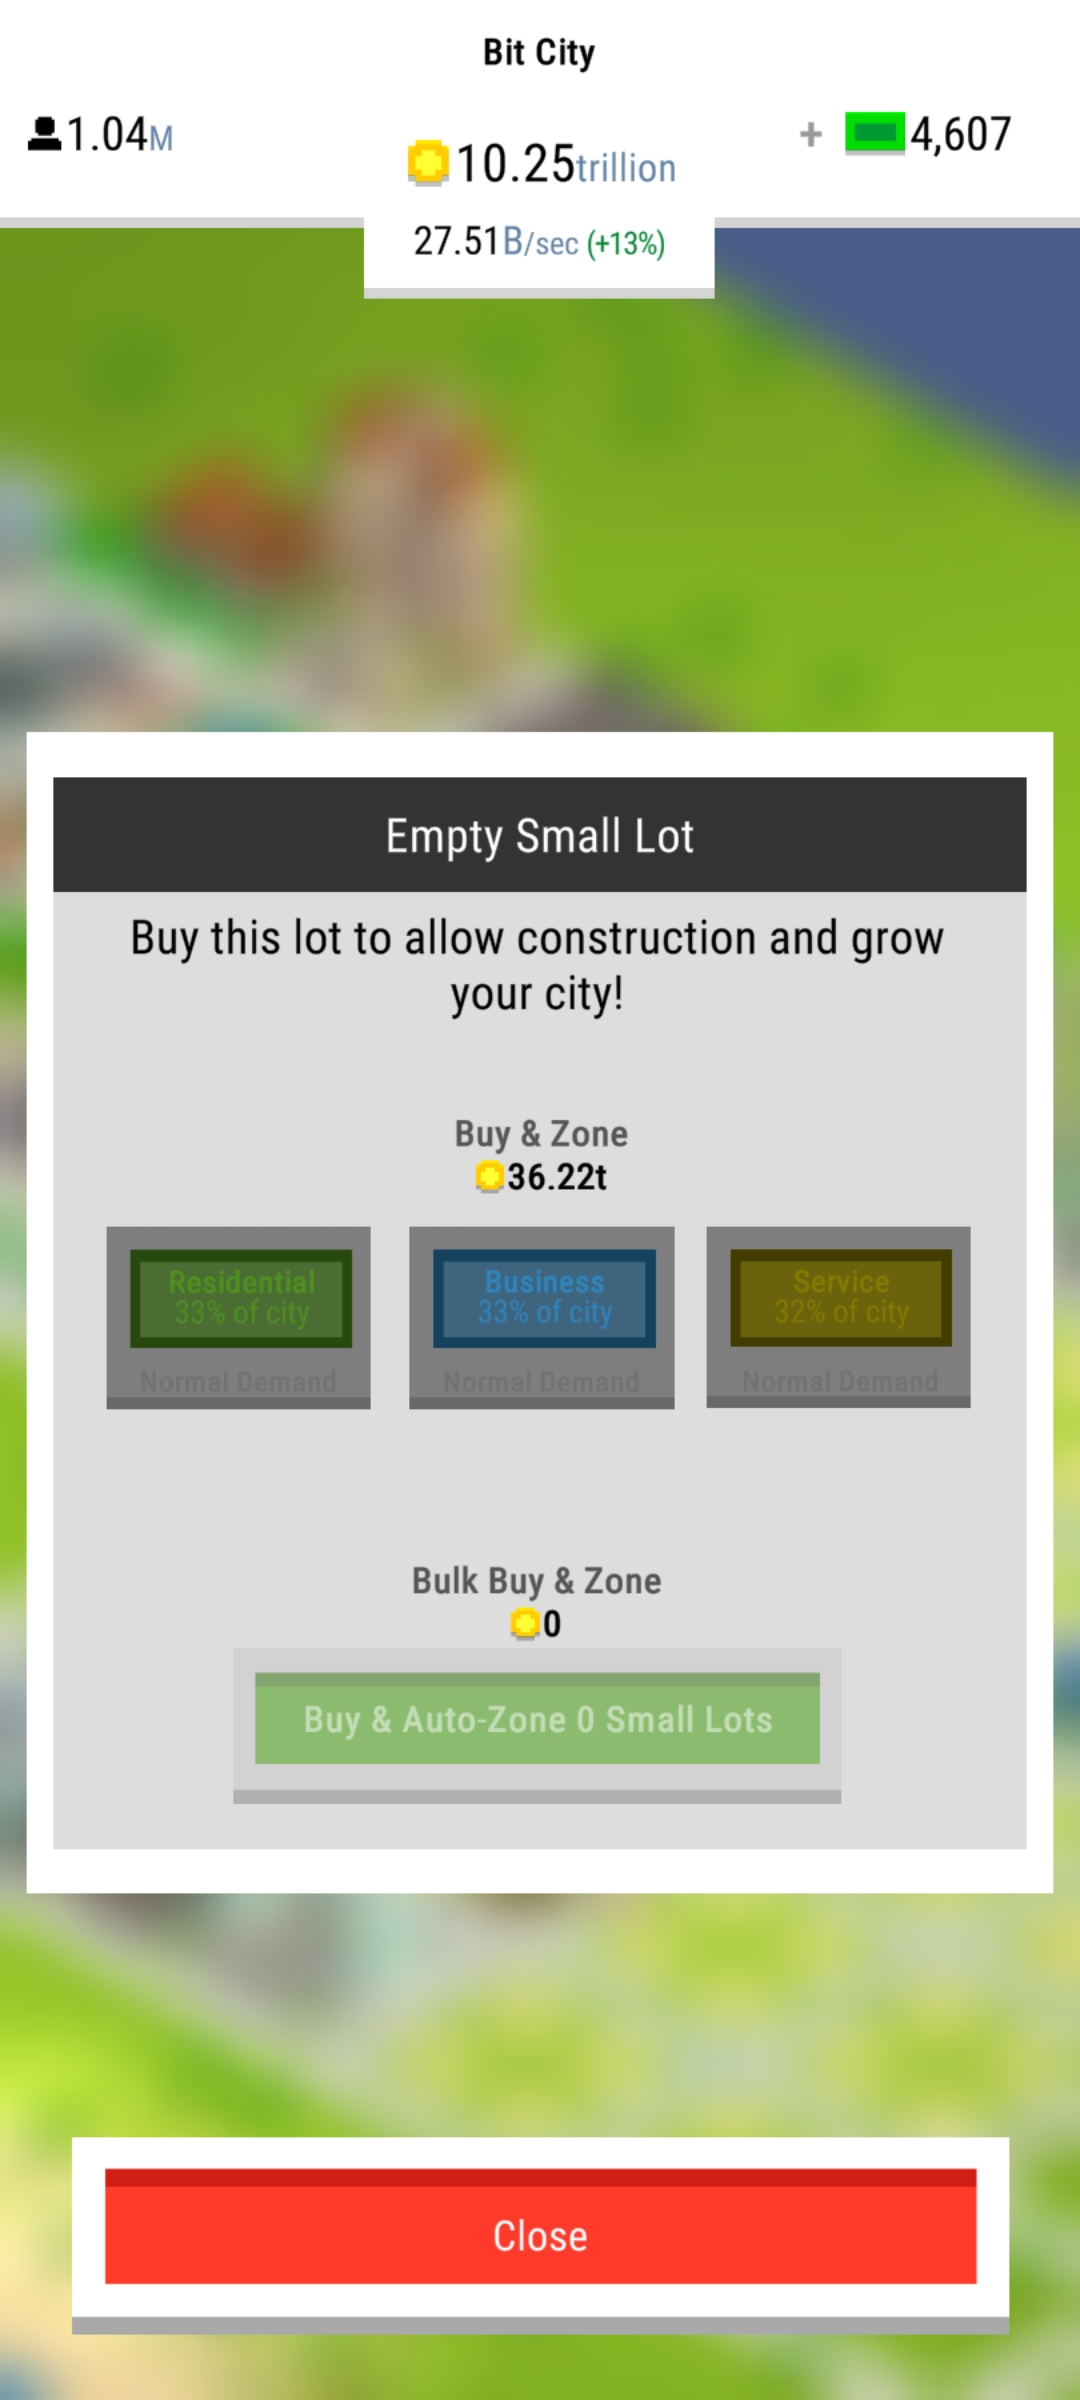 Bit City
1.04M
10.25trillion
+ 4,607
27.51B/sec (+13%)
Empty Small Lot
Buy this lot to allow construction and grow
your city!
Buy & Zone
36.22t
Residential
33% of city
Normal Demand
Business
33% of city
Normal Demand
Service
32% of city
Normal Demand
Bulk Buy & Zone
0
Buy & Auto-Zone 0 Small Lots
Close